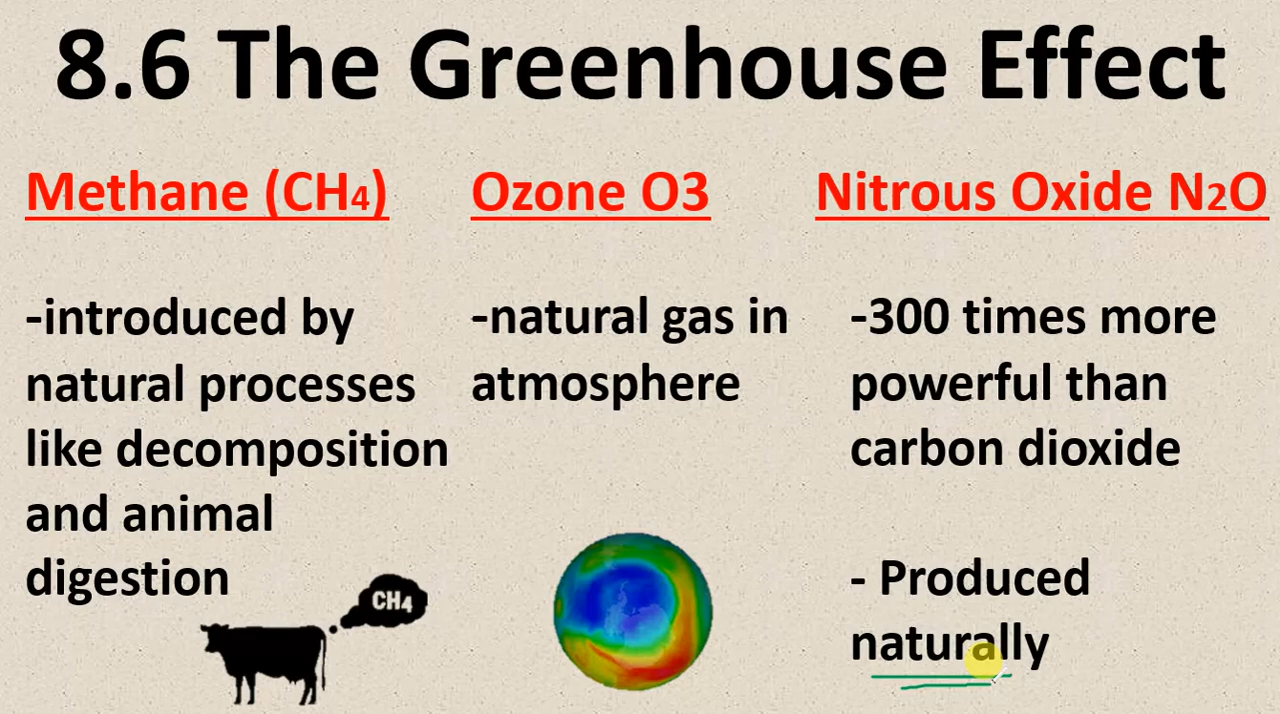 8.6 The Greenhouse Effect
Methane (CH4)
-introduced by
natural processes
like decomposition
and animal
digestion
CH4
Ozone O3
-natural gas in
atmosphere
Nitrous Oxide N2O
-300 times more
powerful than
carbon dioxide
- Produced
naturally